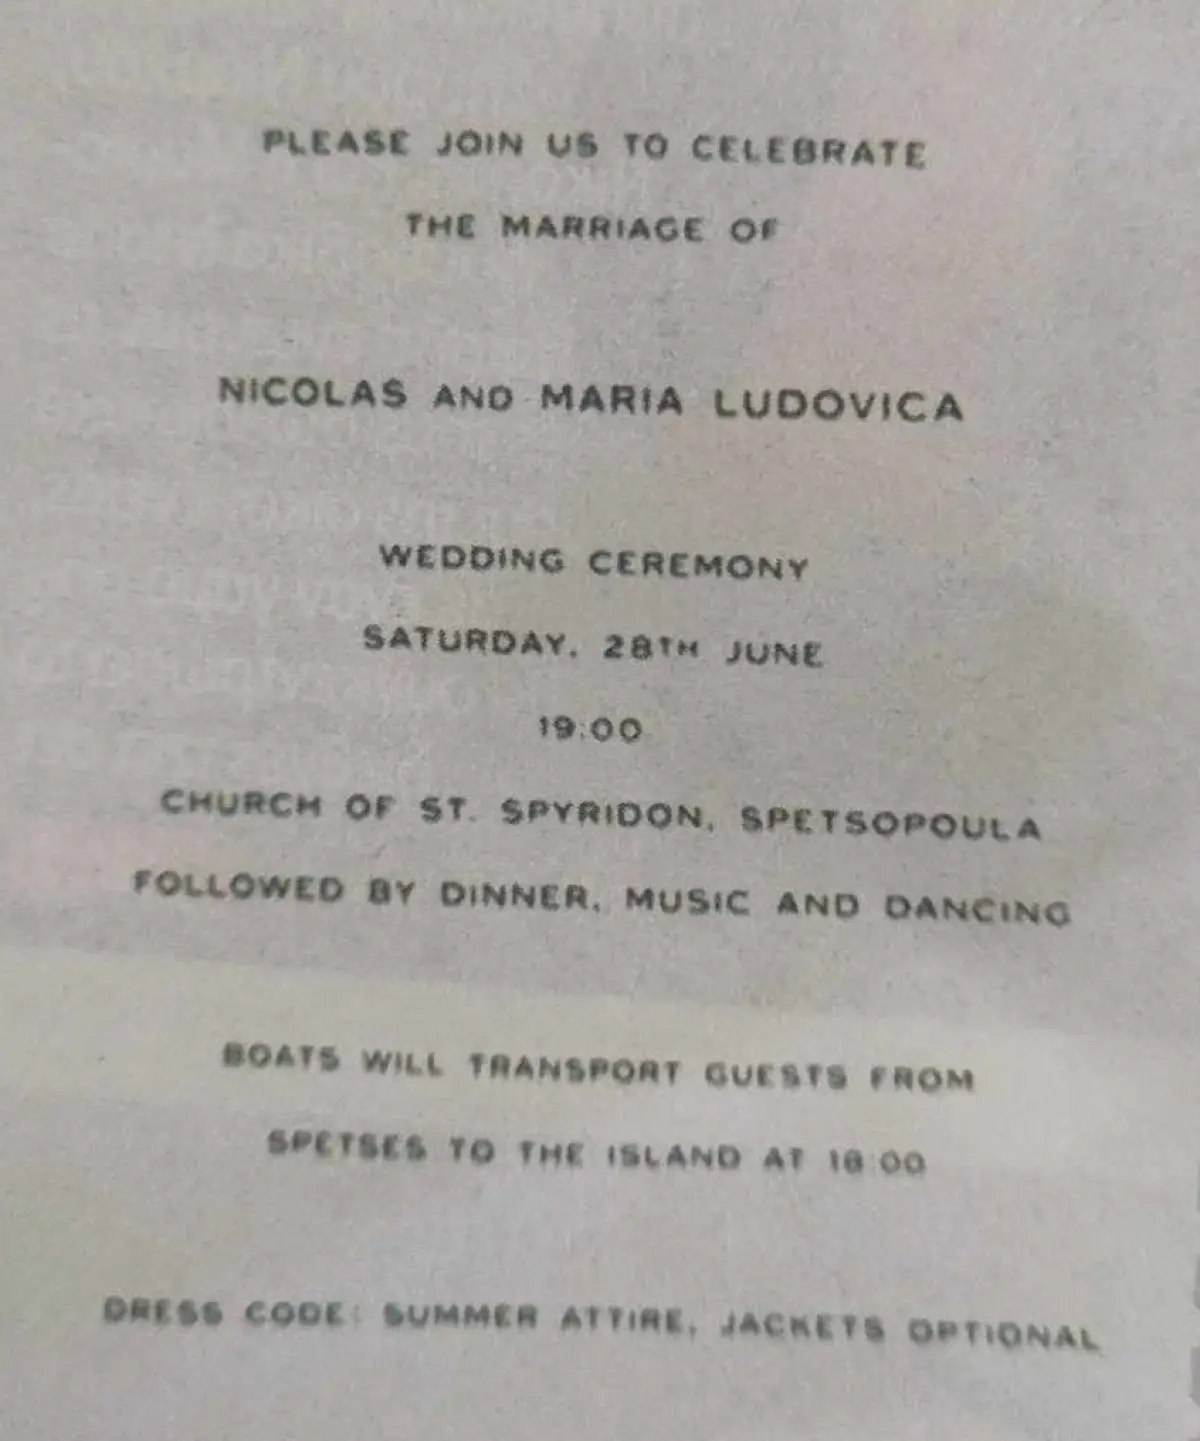 PLEASE JOIN US TO CELEBRATE
THE MARRIAGE OF
NICOLAS AND MARIA LUDOVICA
WEDDING CEREMONY
SATURDAY, 28TH JUNE
19:00
CHURCH OF ST. SPYRIDON, SPETSOPOULA
FOLLOWED BY DINNER, MUSIC AND DANCING
BOATS WILL TRANSPORT GUESTS FROM
SPETSES TO THE ISLAND AT 18:00
DRESS CODE: SUMMER ATTIRE, JACKETS OPTIONAL